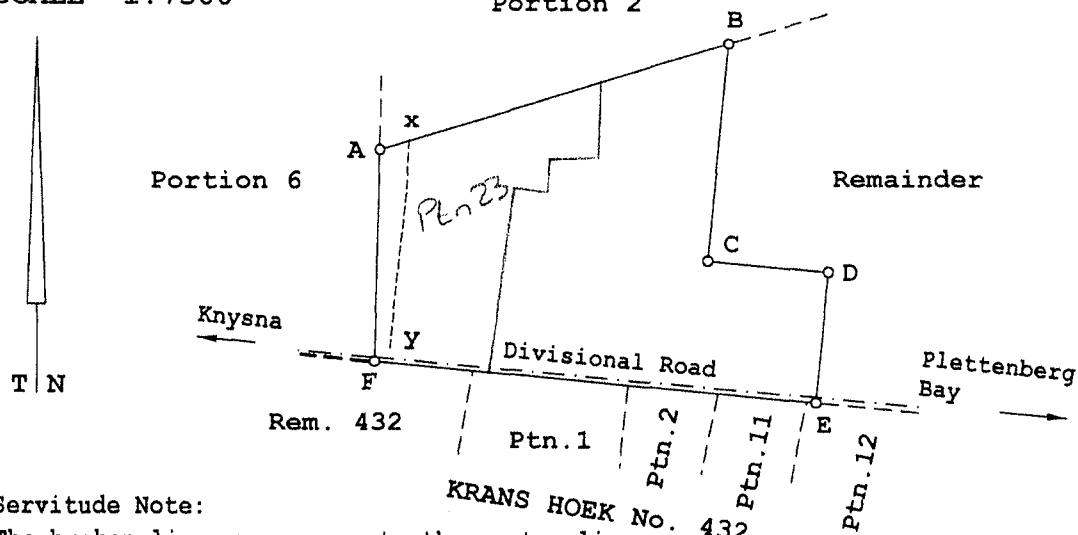 SCALE 1:7500
Portion 2
B
x
A
Portion 6
Ptn 23
Remainder
C
D
Knysna
y
Divisional Road
Plettenberg
Bay
T N
F
E
Rem. 432
Ptn.1
Ptn.2
Ptn.11
Ptn.12
KRANS HOEK No. 432
Servitude Note: